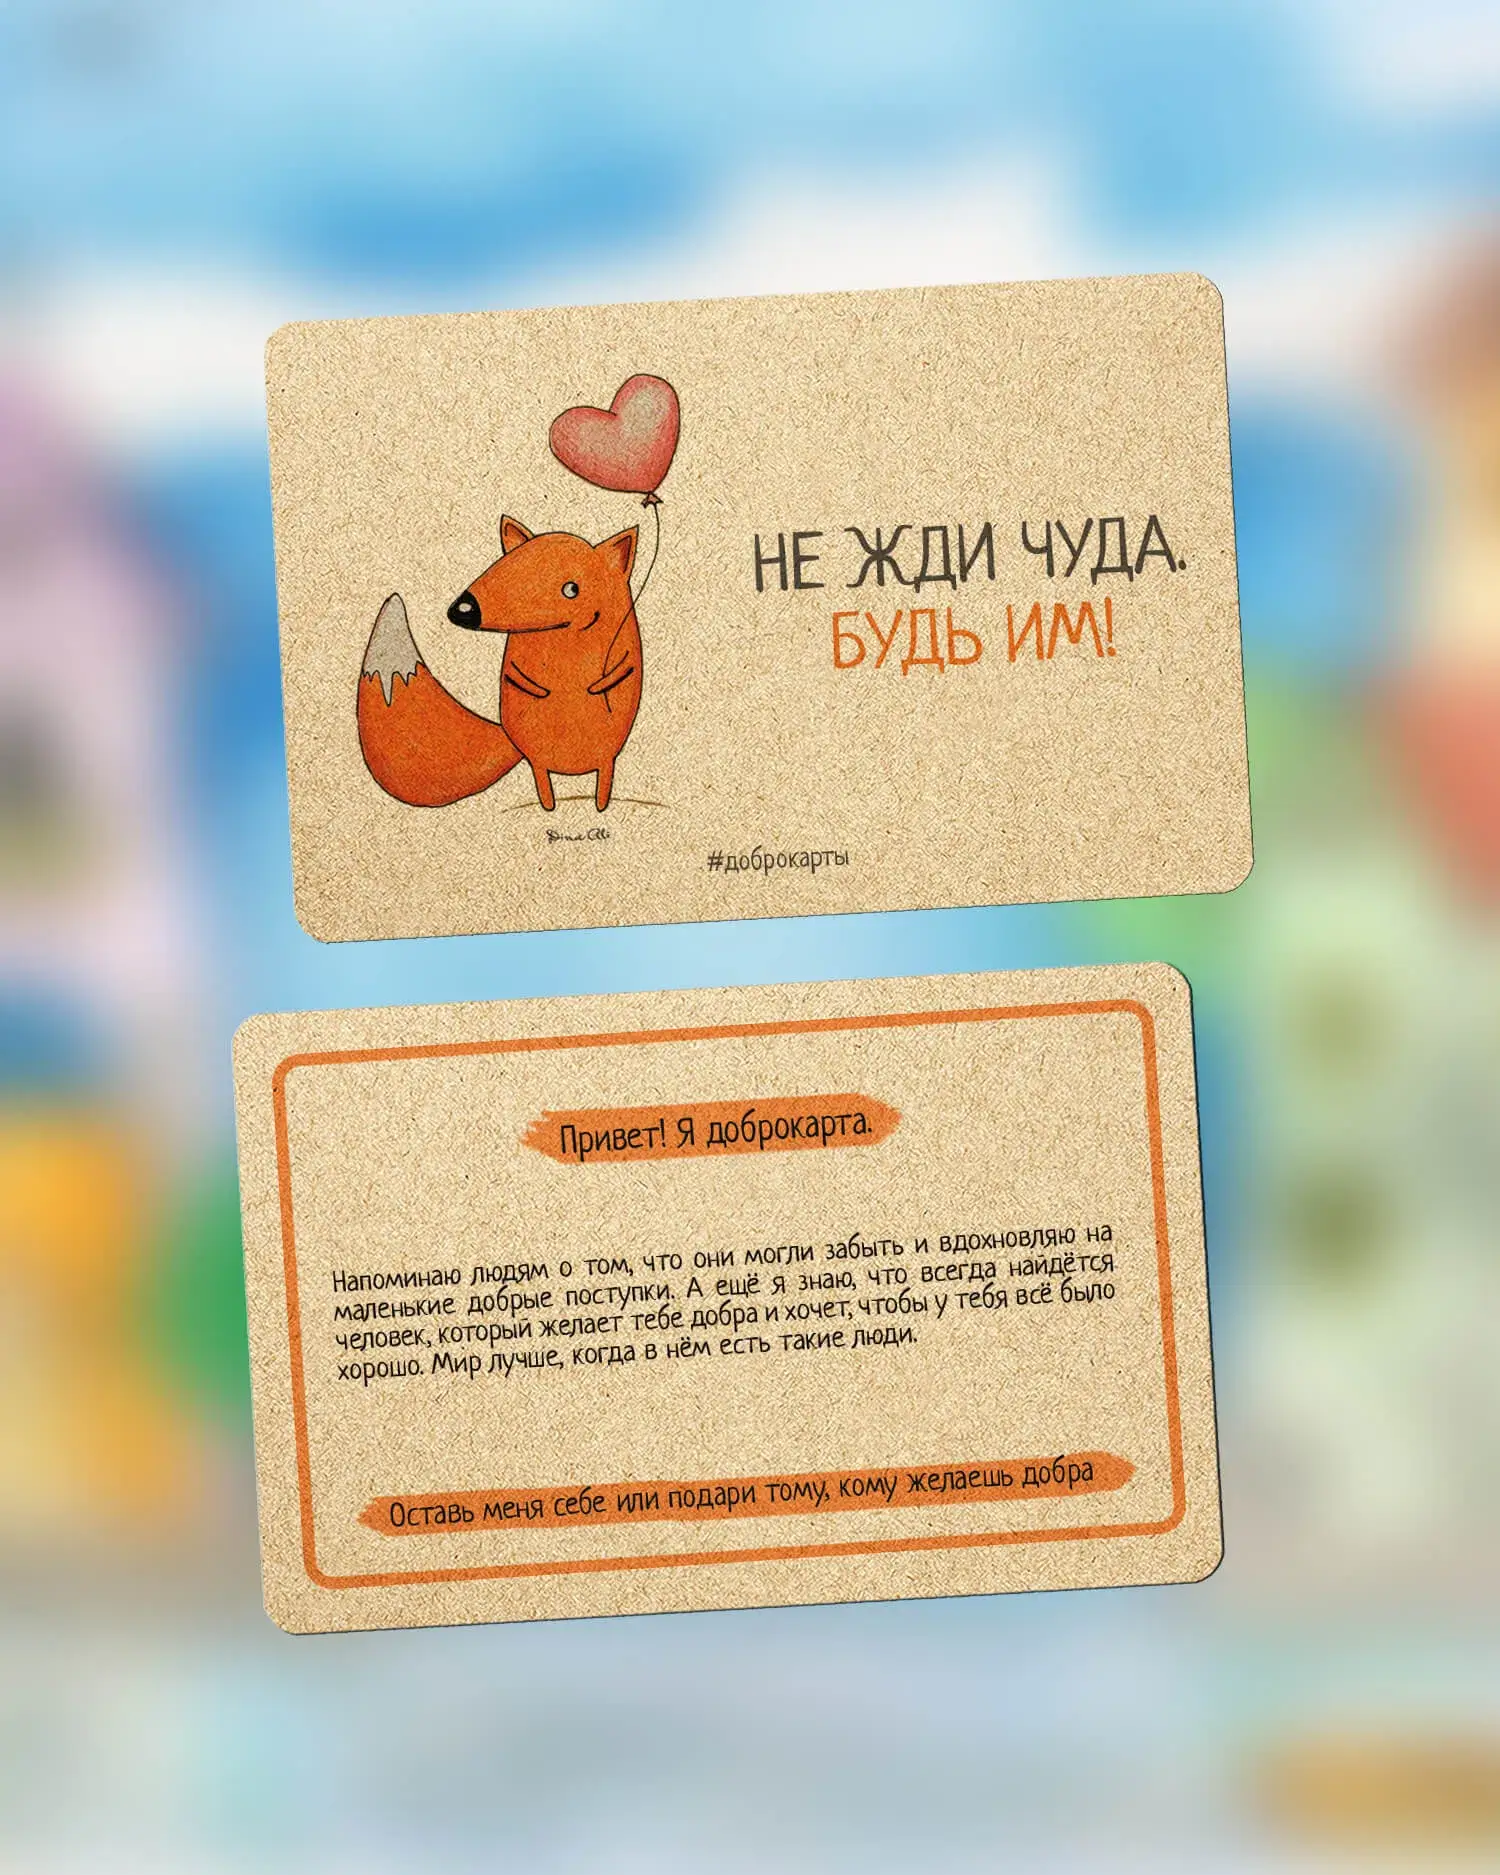 НЕ ЖДИ ЧУДА.
БУДЬ ИМ!
Dina Ali
#доброкарты
Привет! Я доброкарта.
Напоминаю людям о том, что они могли забыть и вдохновляю на
маленькие добрые поступки. А ещё я знаю, что всегда найдётся
человек, который желает тебе добра и хочет, чтобы у тебя всё было
хорошо. Мир лучше, когда в нём есть такие люди.
Оставь меня себе или подари тому, кому желаешь добра